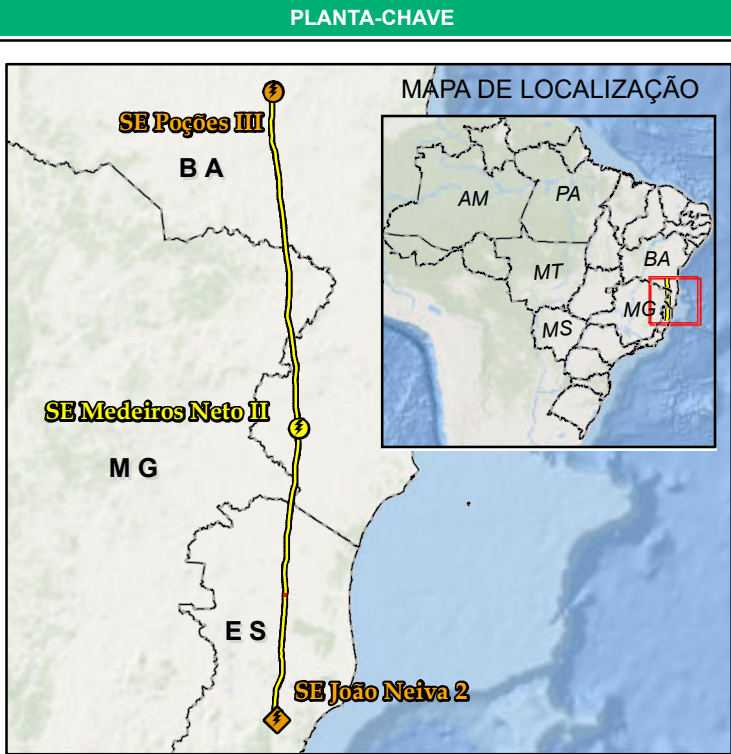 PLANTA-CHAVE
MAPA DE LOCALIZAÇÃO
SE Poções III
B A
AM
PA
BA
MT
MG
MS
SE Medeiros Neto II
M G
E S
SE João Neiva 2